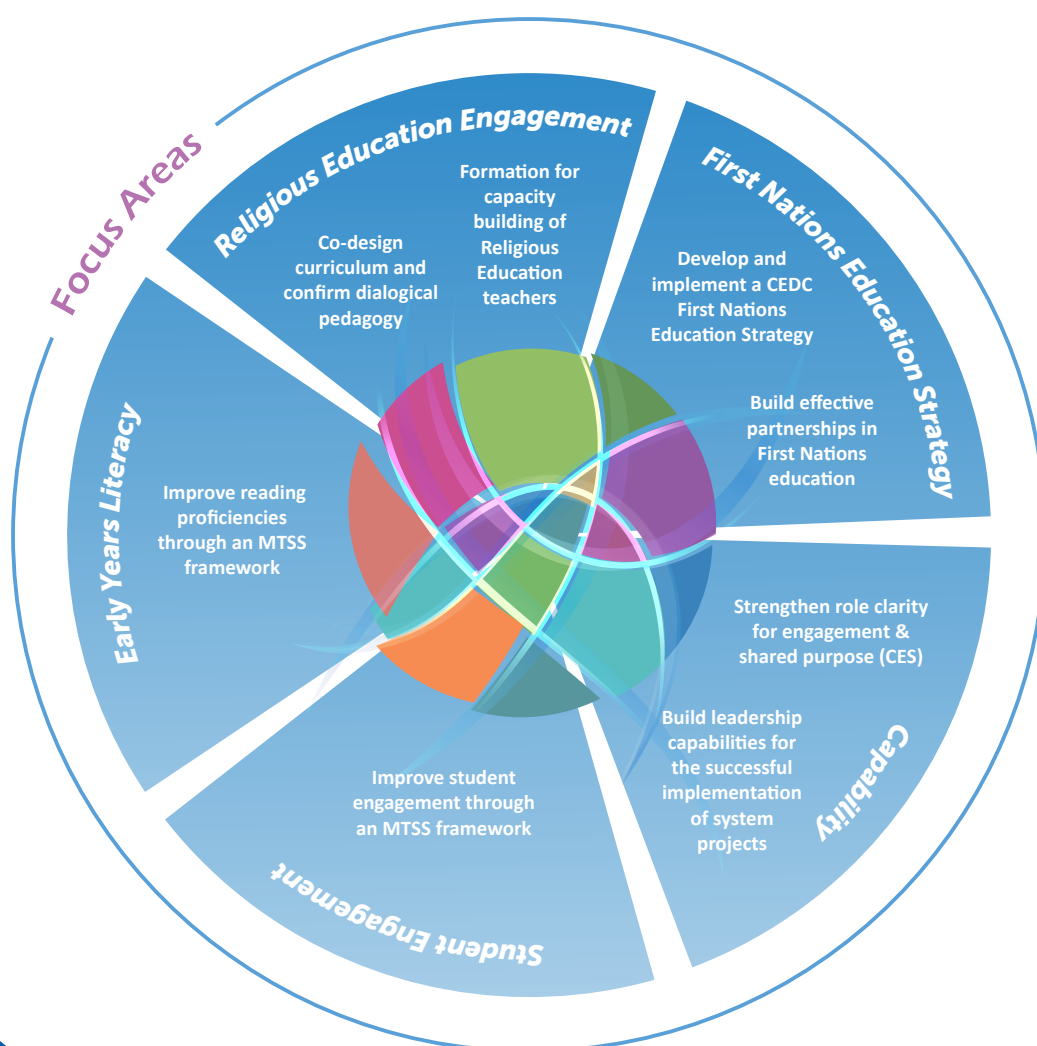 Focus Areas
Religious Education Engagement
Co-design
curriculum and
confirm dialogical
pedagogy
Formation for
capacity
building of
Religious
Education
teachers
First Nations Education Strategy
Develop and
implement a CEDC
First Nations
Education Strategy
Build effective
partnerships in
First Nations
education
Capability
Strengthen role clarity
for engagement &
shared purpose (CES)
Build leadership
capabilities for
the successful
implementation
of system
projects
Student Engagement
Improve student
engagement through
an MTSS framework
Early Years Literacy
Improve reading
proficiencies
through an MTSS
framework